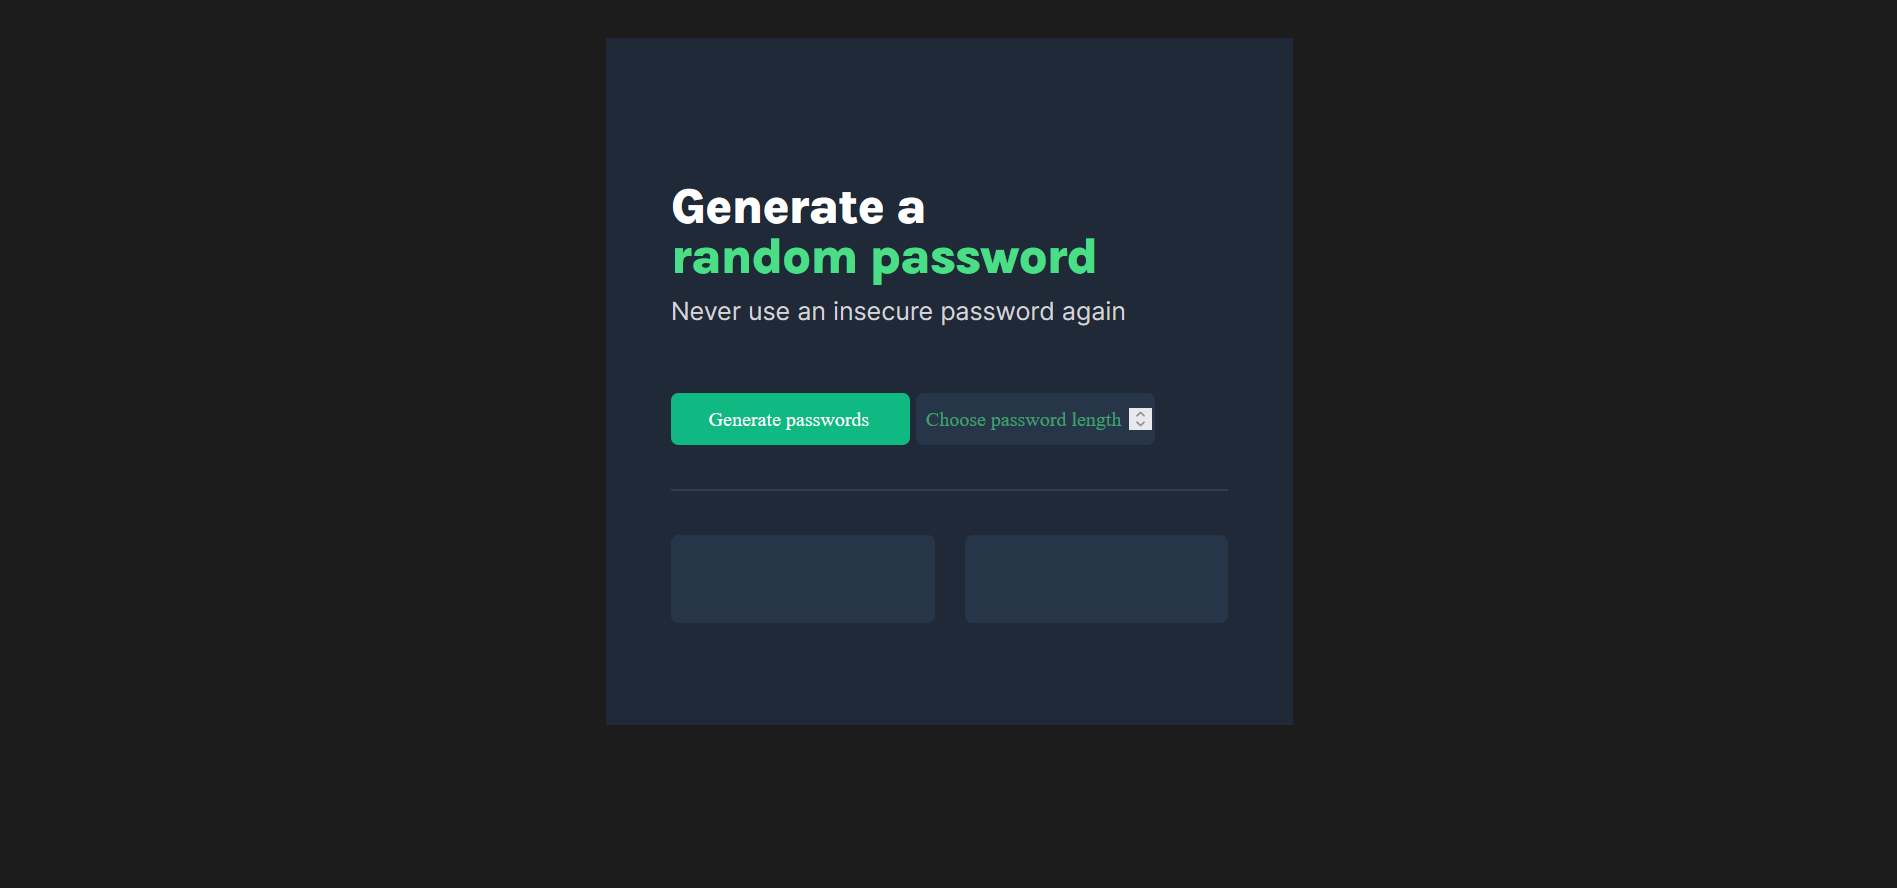 Generate a
random password
Never use an insecure password again
Generate passwords
Choose password length